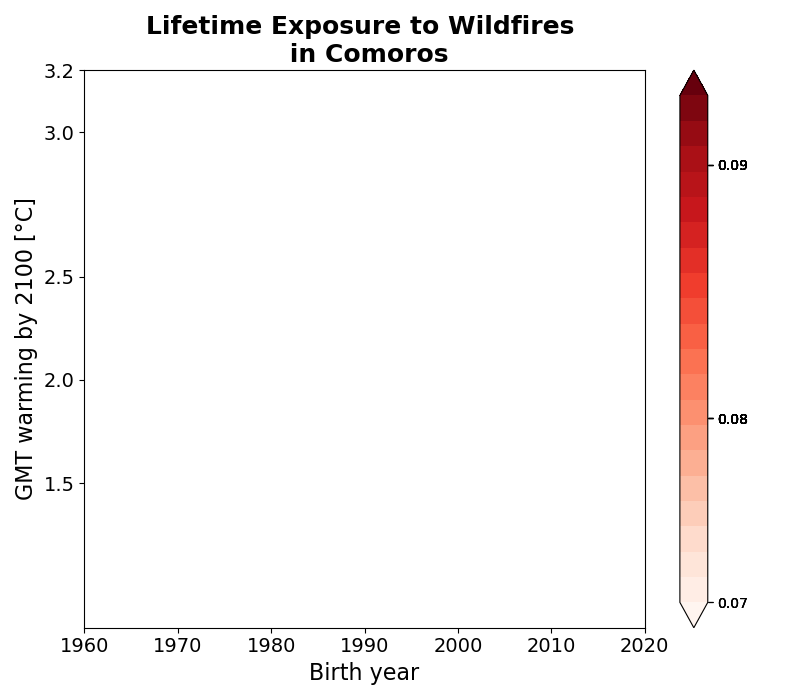 Lifetime Exposure to Wildfires
in Comoros
3.2
3.0
2.5
2.0
1.5
GMT warming by 2100 [°C]
1960 1970 1980 1990 2000 2010 2020
Birth year
0.09
0.08
0.07